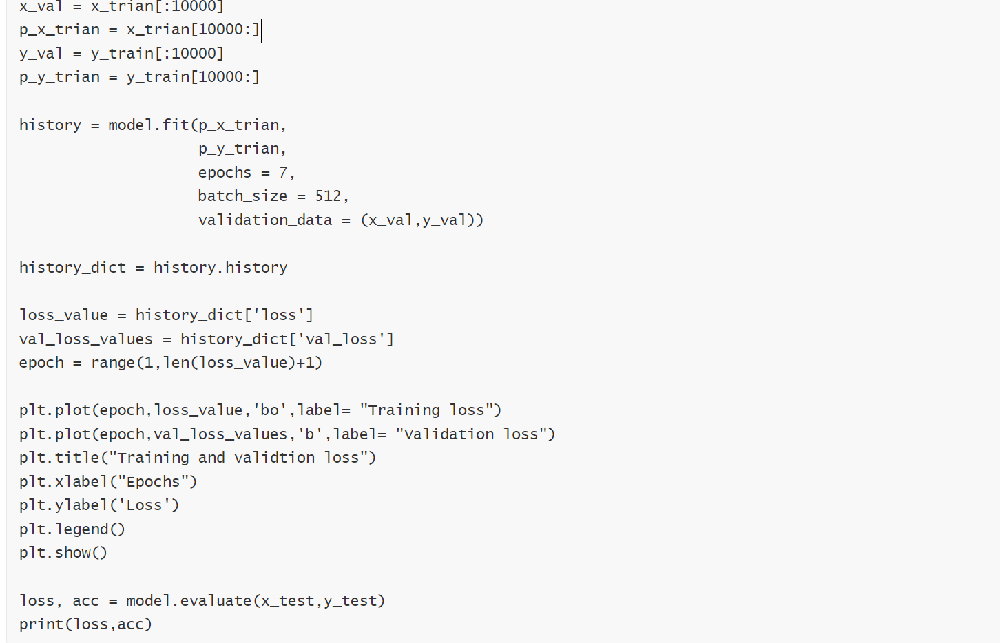 x_val = x_trian[:10000]
p_x_trian = x_trian[10000:]
y_val = y_train[:10000]
p_y_trian = y_train[10000:]
history = model.fit(p_x_trian,
p_y_trian,
epochs = 7,
batch_size = 512,
validation_data = (x_val,y_val))
history_dict = history.history
loss_value = history_dict['loss']
val_loss_values = history_dict['val_loss']
epoch = range(1,len(loss_value)+1)
plt.plot(epoch,loss_value,'bo',label= "Training loss")
plt.plot(epoch,val_loss_values,'b',label= "Validation loss")
plt.title("Training and validtion loss")
plt.xlabel("Epochs")
plt.ylabel('Loss')
plt.legend()
plt.show()
loss, acc = model.evaluate(x_test,y_test)
print(loss,acc)